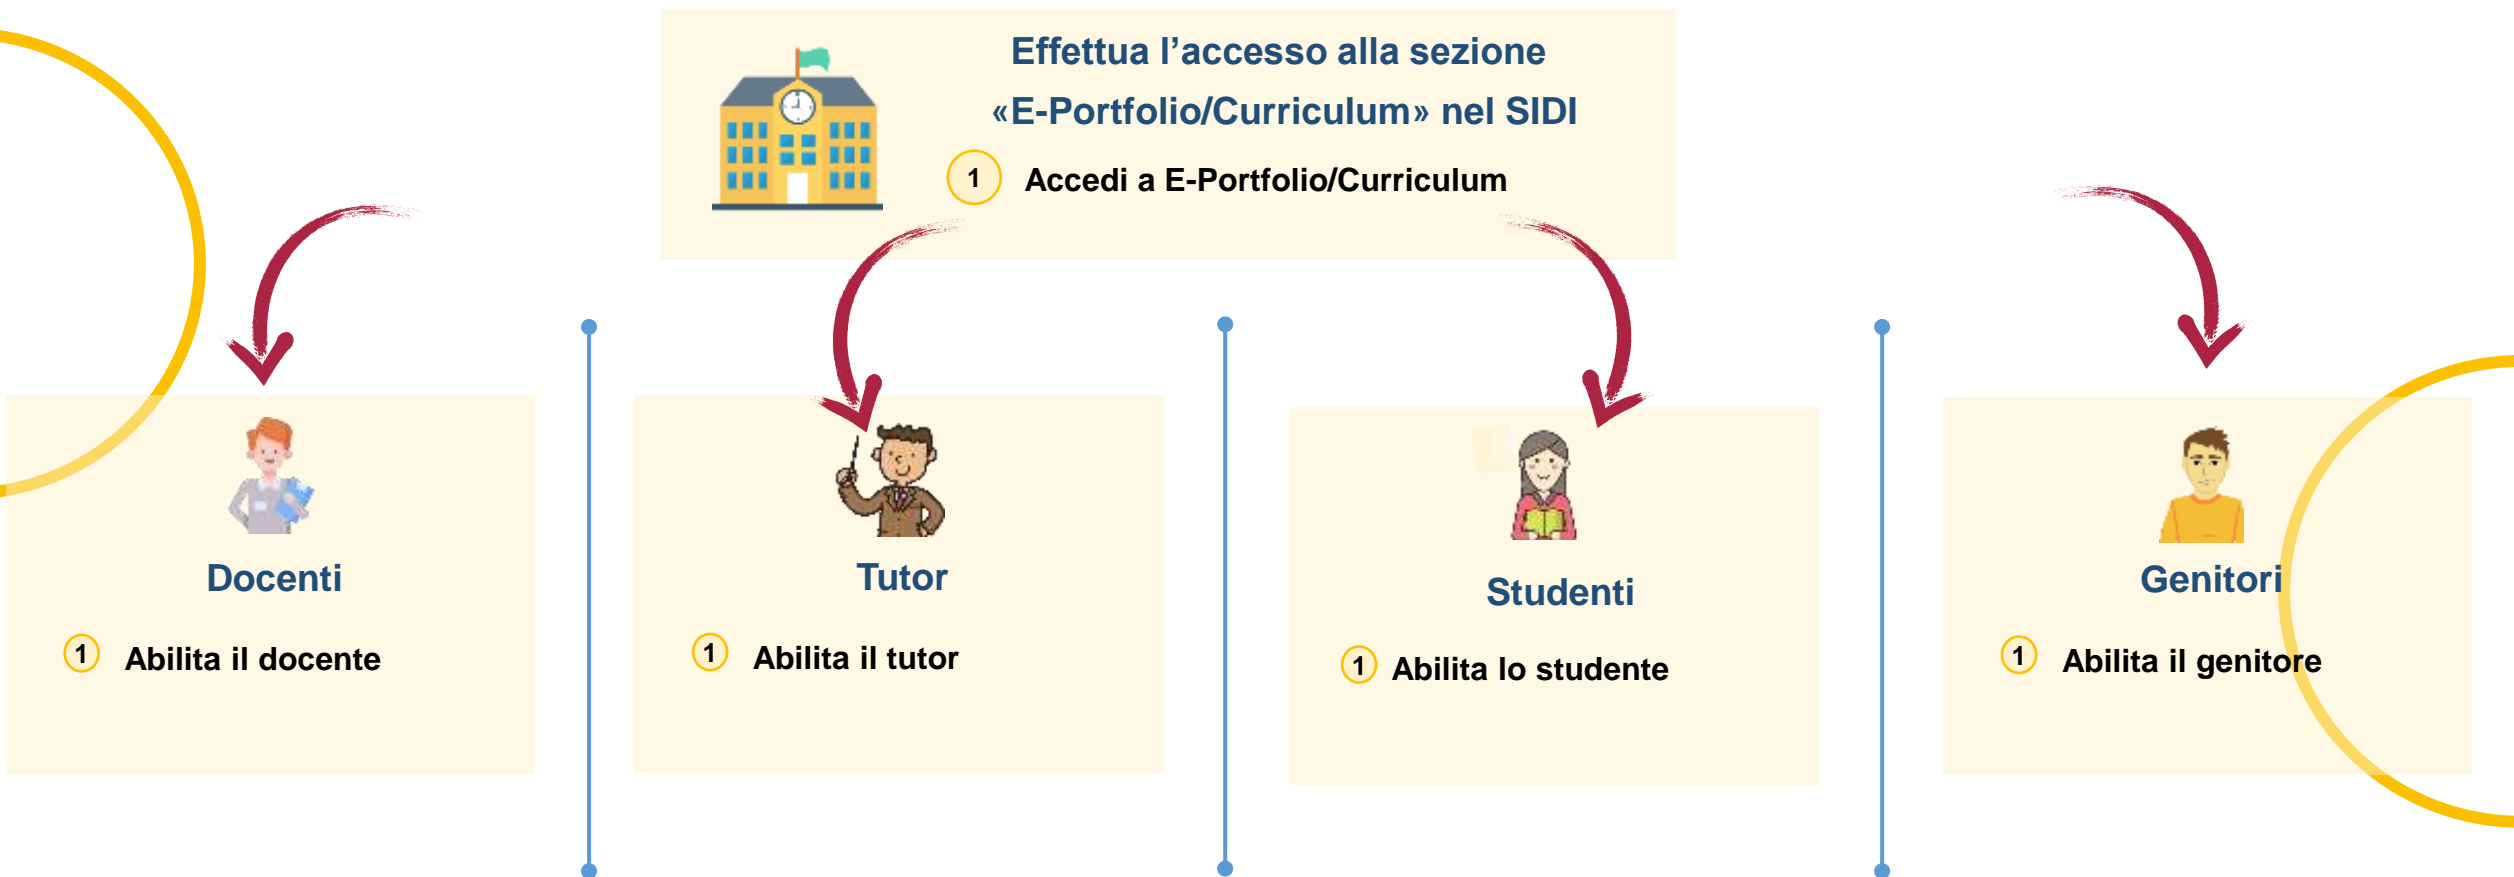 Effettua l’accesso alla sezione
«E-Portfolio/Curriculum» nel SIDI
1 Accedi a E-Portfolio/Curriculum
Docenti
1 Abilita il docente
Tutor
1 Abilita il tutor
Studenti
1 Abilita lo studente
Genitori
1 Abilita il genitore